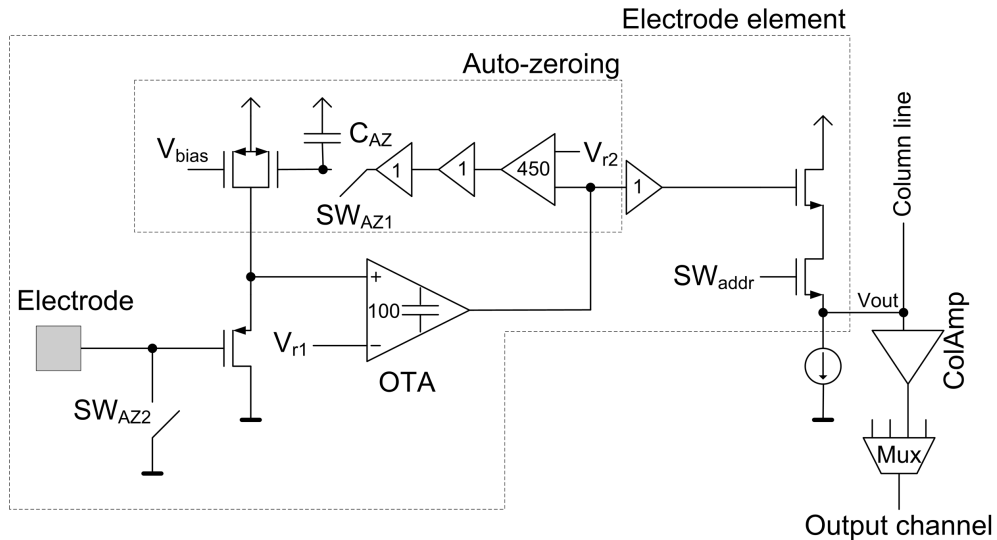 Electrode element
Auto-zeroing
Column line
Vbias
CAZ
1
1
450
Vr2
1
SWAZ1
SWaddr
Electrode
+
100
Vr1
−
OTA
Vout
ColAmp
SWAZ2
Mux
Output channel